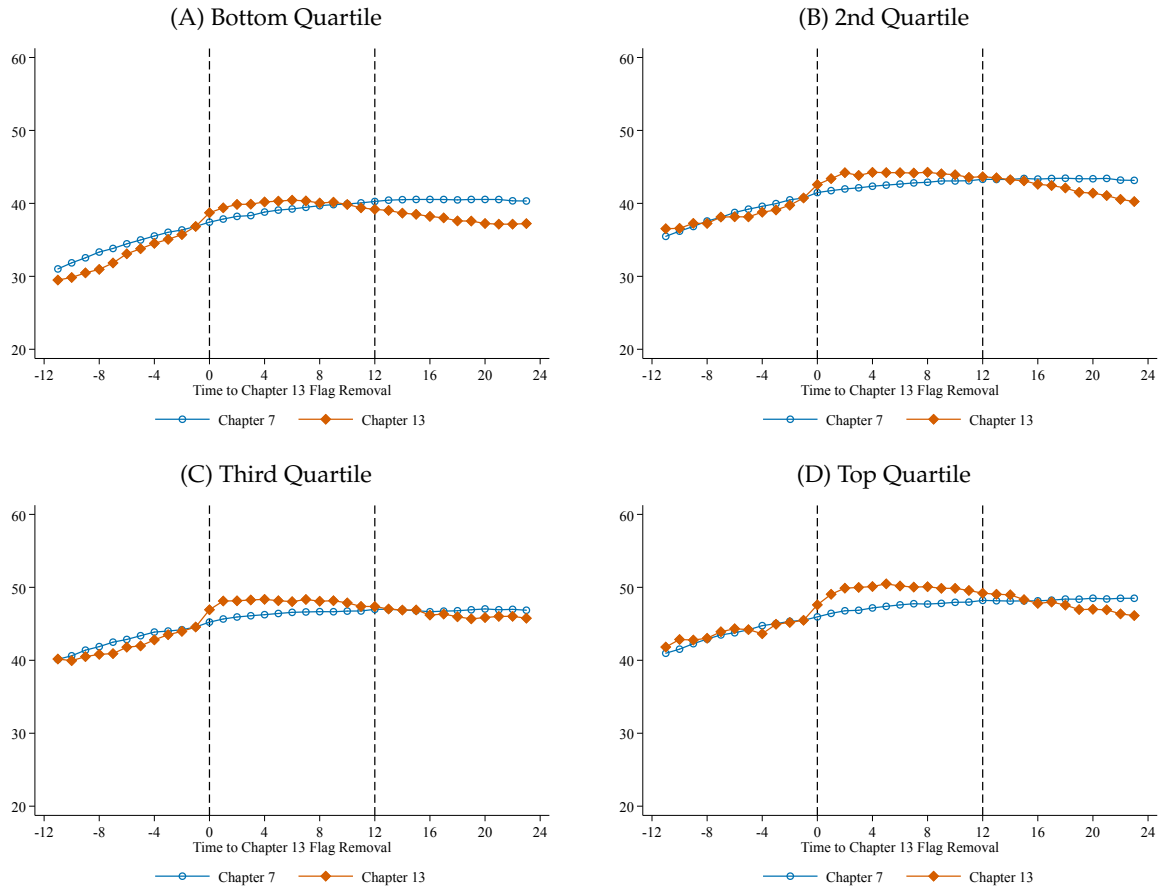 (A) Bottom Quartile
60
50
40
30
20
-12 -8 -4 0 4 8 12 16 20 24
Time to Chapter 13 Flag Removal
Chapter 7 Chapter 13
(B) 2nd Quartile
60
50
40
30
20
-12 -8 -4 0 4 8 12 16 20 24
Time to Chapter 13 Flag Removal
Chapter 7 Chapter 13
(C) Third Quartile
60
50
40
30
20
-12 -8 -4 0 4 8 12 16 20 24
Time to Chapter 13 Flag Removal
Chapter 7 Chapter 13
(D) Top Quartile
60
50
40
30
20
-12 -8 -4 0 4 8 12 16 20 24
Time to Chapter 13 Flag Removal
Chapter 7 Chapter 13